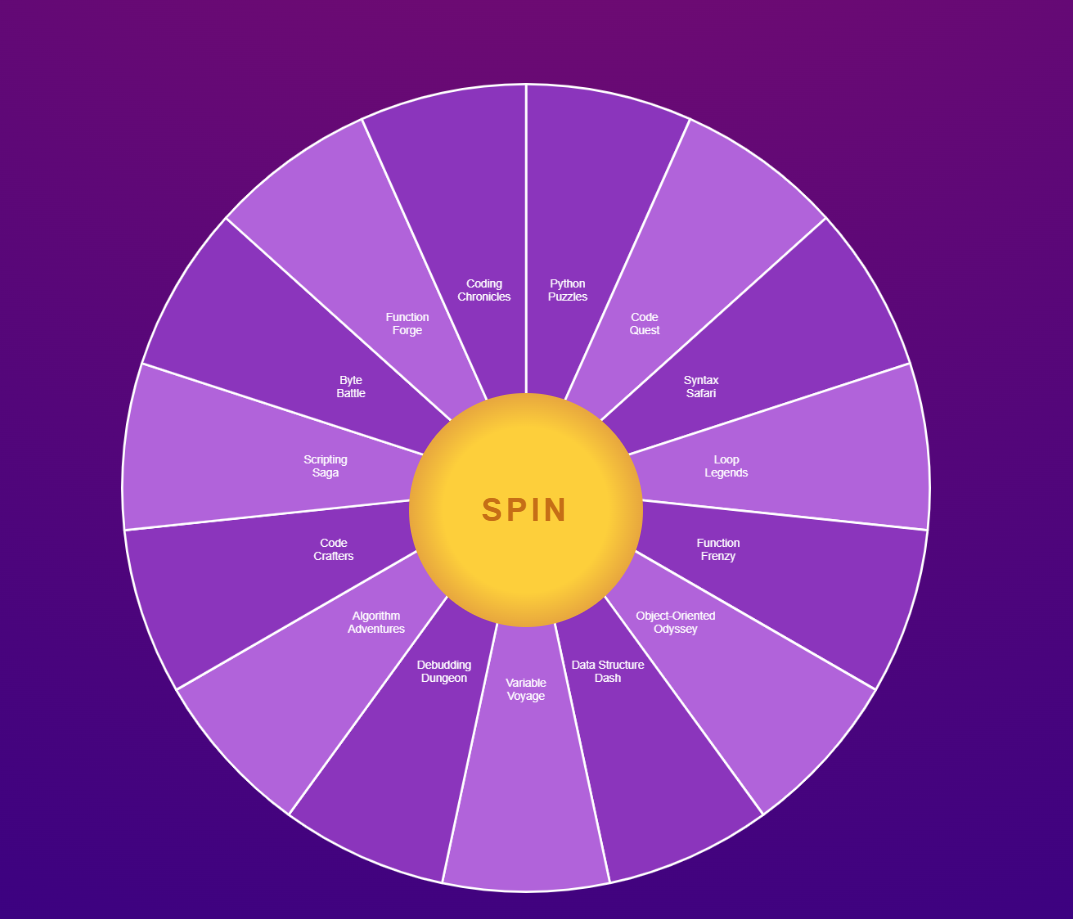 Coding
Chronicles
Python
Puzzles
Code
Quest
Syntax
Safari
Loop
Legends
Function
Frenzy
Object-Oriented
Odyssey
Data Structure
Dash
Variable
Voyage
Debudding
Dungeon
Algorithm
Adventures
Code
Crafters
Scripting
Saga
Byte
Battle
Function
Forge
SPIN